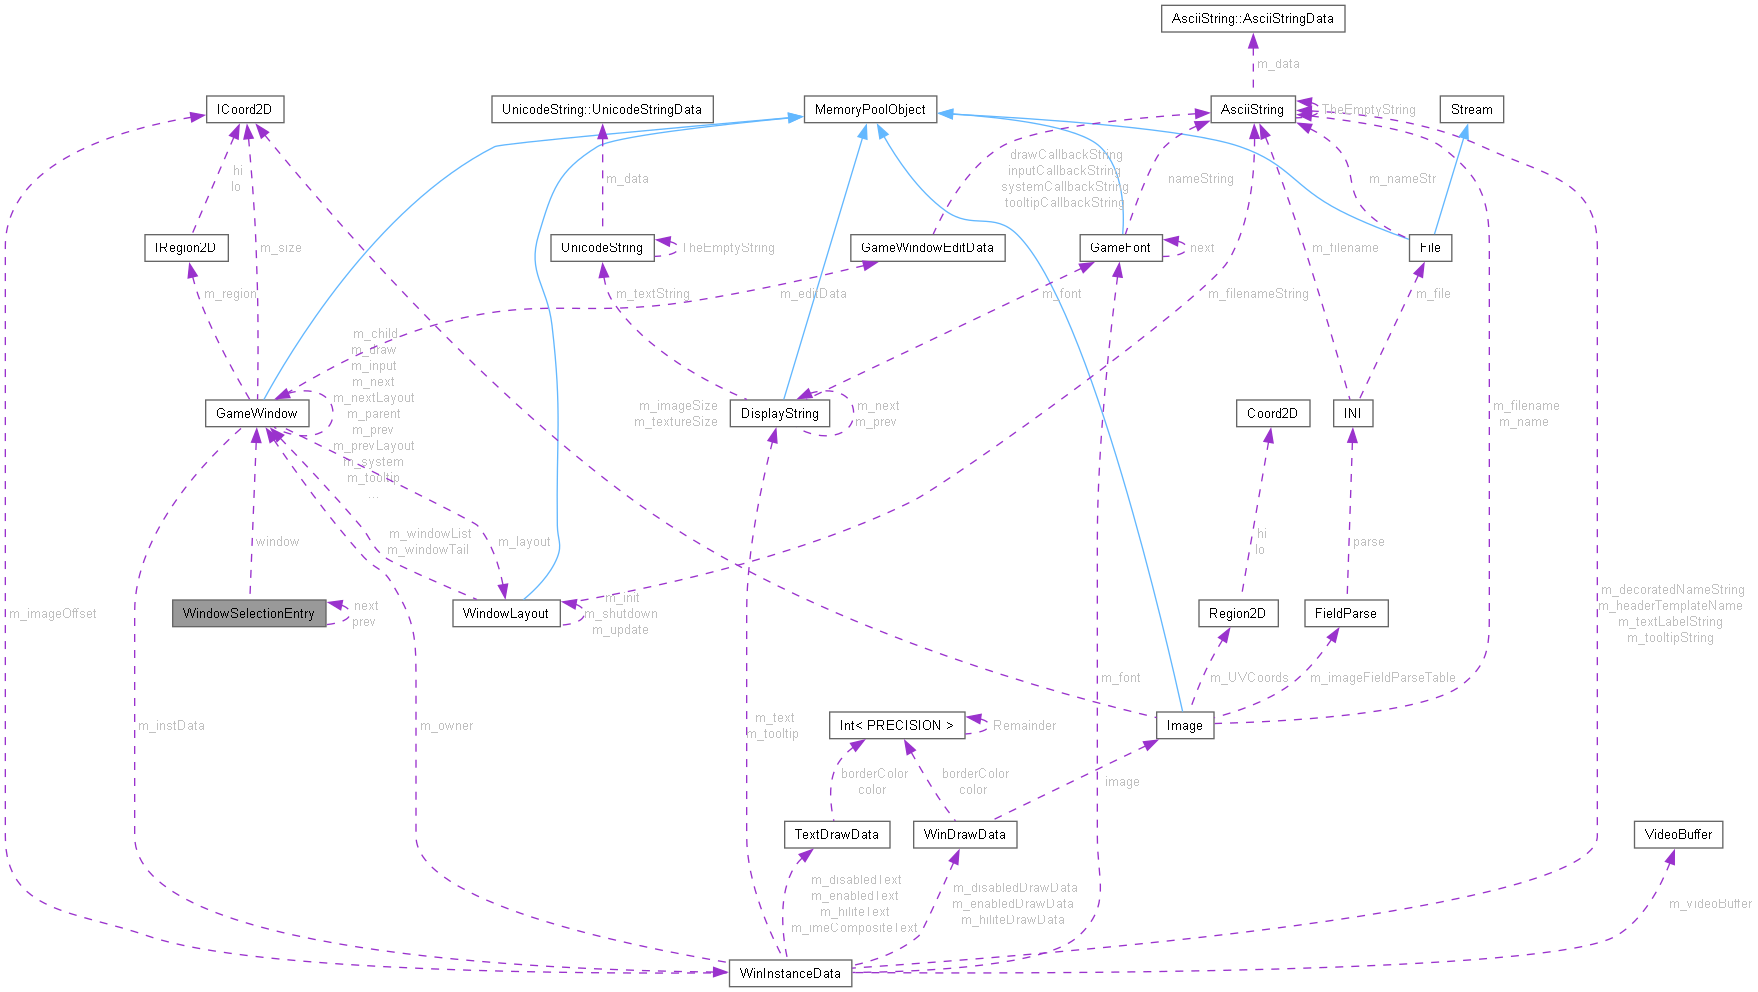 AsciiString::AsciiStringData
m_data
ICoord2D
UnicodeString::UnicodeStringData
MemoryPoolObject
AsciiString
TheEmptyString
Stream
hi
lo
m_data
drawCallbackString
inputCallbackString
systemCallbackString
tooltipCallbackString
nameString
m_nameStr
IRegion2D
m_size
UnicodeString
TheEmptyString
GameWindowEditData
GameFont
next
m_filename
File
m_region
m_textString
m_editData
m_font
m_filenameString
m_file
m_child
m_draw
m_input
m_next
m_nextLayout
m_parent
m_prev
m_prevLayout
m_system
m_tooltip
...
GameWindow
m_imageSize
m_textureSize
DisplayString
m_next
m_prev
Coord2D
INI
m_filename
m_name
window
m_windowList
m_windowTail
m_layout
hi
lo
parse
m_imageOffset
WindowSelectionEntry
next
prev
WindowLayout
m_init
m_shutdown
m_update
Region2D
FieldParse
m_decoratedNameString
m_headerTemplateName
m_textLabelString
m_tooltipString
m_font
m_UVCoords
m_imageFieldParseTable
m_instData
m_owner
m_text
m_tooltip
Int< PRECISION >
Remainder
Image
borderColor
color
borderColor
color
image
TextDrawData
WinDrawData
VideoBuffer
m_disabledText
m_enabledText
m_hiliteText
m_imeCompositeText
m_disabledDrawData
m_enabledDrawData
m_hiliteDrawData
m_videoBuffer
WinInstanceData